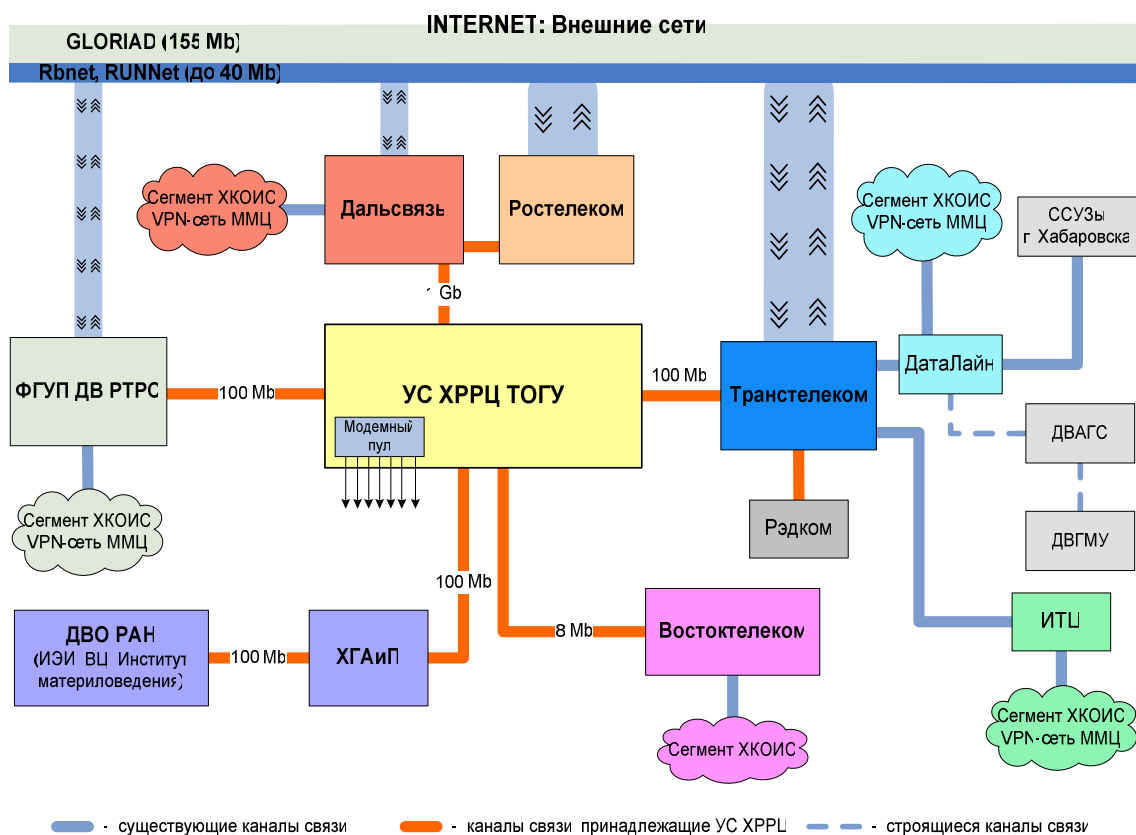 INTERNET: Внешние сети
GLORIAD (155 Mb)
Rbnet, RUNNet (до 40 Mb)
Сегмент ХКОИС
VPN-сеть ММЦ
Дальсвязь
Ростелеком
Сегмент ХКОИС
VPN-сеть ММЦ
ССУЗы
г Хабаровска
Gb
ФГУП ДВ РТРС
100 Mb
УС ХРРЦ ТОГУ
100 Mb
Транстелеком
ДатаЛайн
Модемный
пул
ДВАГС
Сегмент ХКОИС
VPN-сеть ММЦ
Рэдком
ДВГМУ
100 Mb
ДВО РАН
(ИЭИ ВЦ Институт
материловедения)
100 Mb
ХГАиП
8 Mb
Востоктелеком
ИТЦ
Сегмент ХКОИС
Сегмент ХКОИС
VPN-сеть ММЦ
- существующие каналы связи
- каналы связи принадлежащие УС ХРРЦ
- строящиеся каналы связи